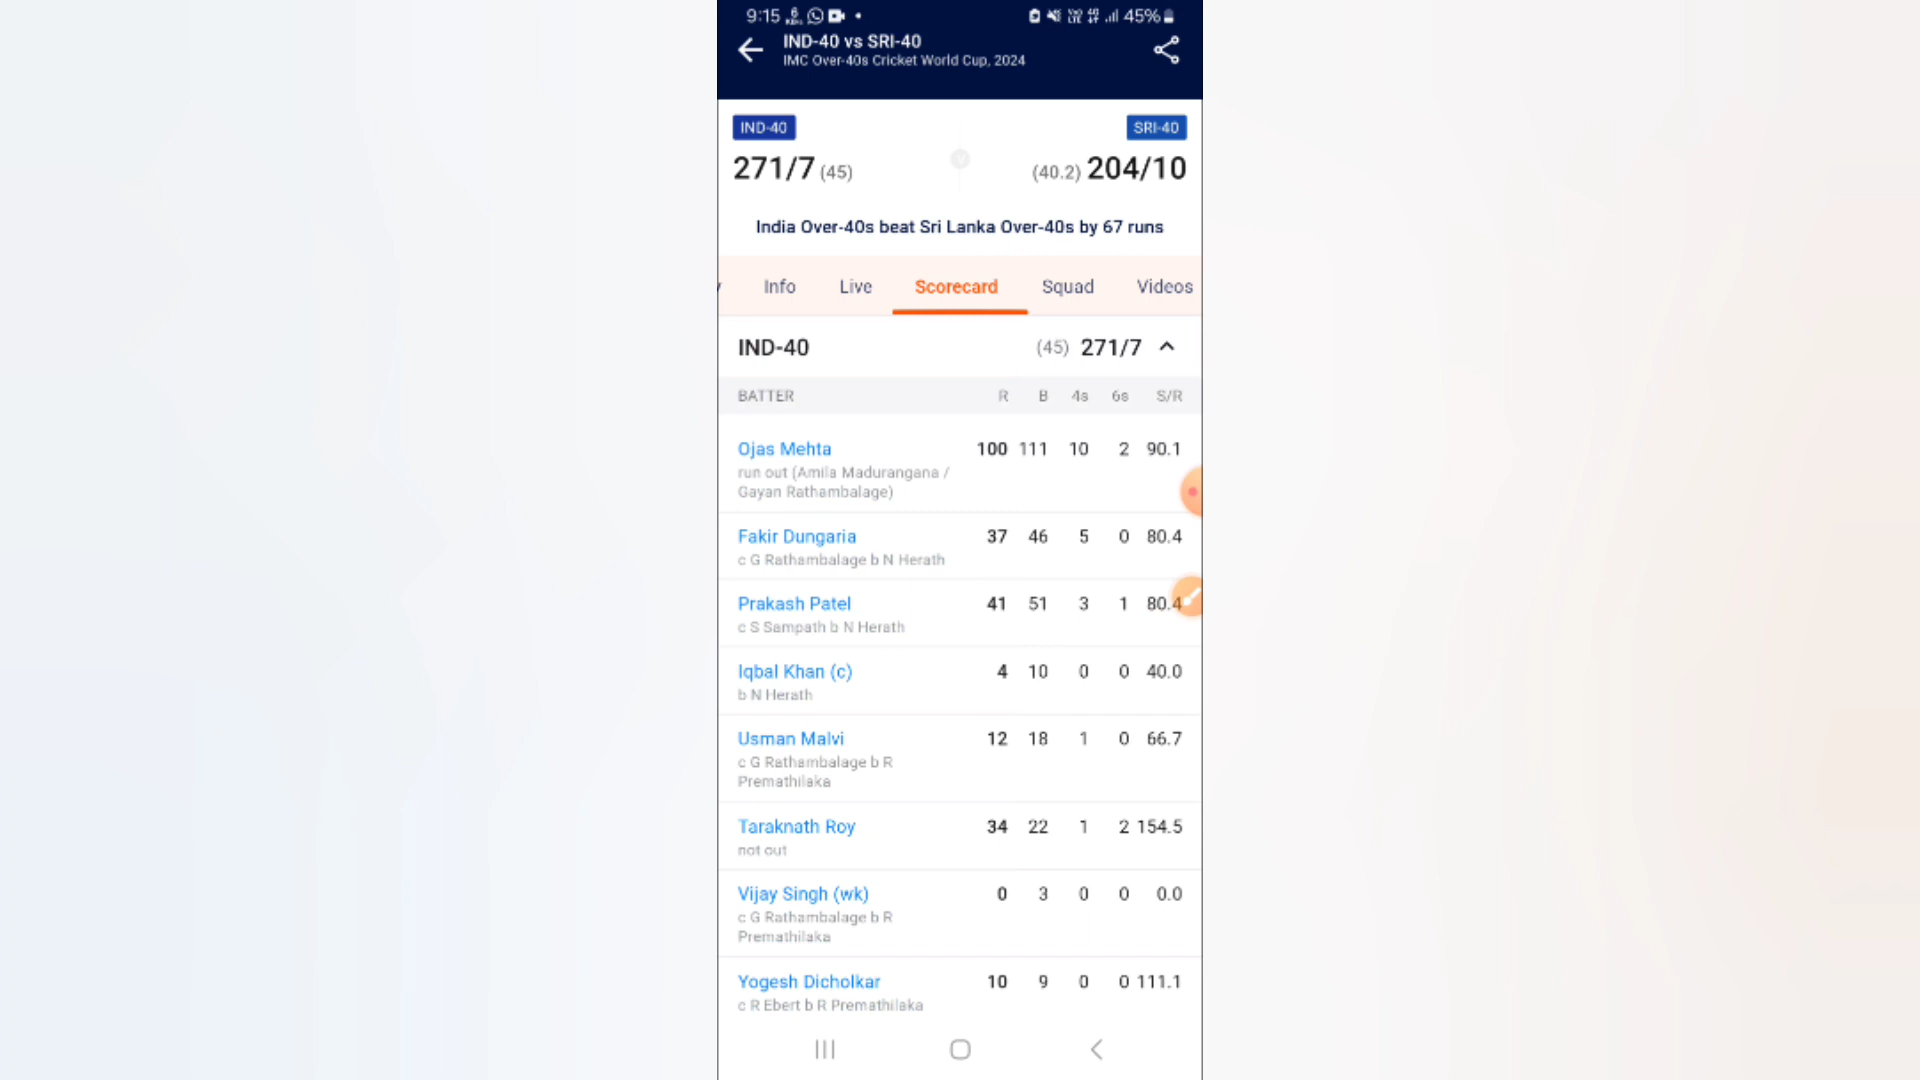 9:15 45%
IND-40 vs SRI-40
IMC Over-40s Cricket World Cup, 2024
IND-40 SRI-40
271/7 (45) V (40.2) 204/10
India Over-40s beat Sri Lanka Over-40s by 67 runs
Info Live Scorecard Squad Videos
IND-40 (45) 271/7
BATTER R B 4s 6s S/R
Ojas Mehta 100 111 10 2 90.1
run out (Amila Madurangana /
Gayan Rathambalage)
Fakir Dungaria 37 46 5 0 80.4
c G Rathambalage b N Herath
Prakash Patel 41 51 3 1 80.4
c S Sampath b N Herath
Iqbal Khan (c) 4 10 0 0 40.0
b N Herath
Usman Malvi 12 18 1 0 66.7
c G Rathambalage b R
Premathilaka
Taraknath Roy 34 22 1 2 154.5
not out
Vijay Singh (wk) 0 3 0 0 0.0
c G Rathambalage b R
Premathilaka
Yogesh Dicholkar 10 9 0 0 111.1
c R Ebert b R Premathilaka